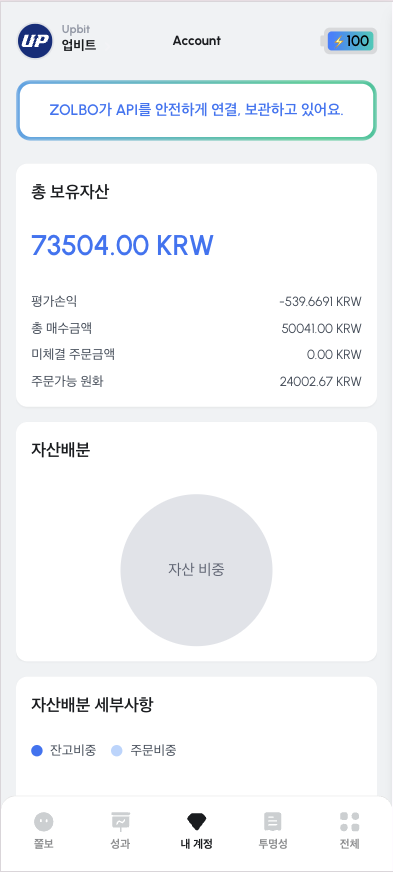 UP
Upbit
업비트
Account
100
ZOLBO가 API를 안전하게 연결, 보관하고 있어요.
총 보유자산
73504.00 KRW
평가손익 -539.6691 KRW
총 매수금액 50041.00 KRW
미체결 주문금액 0.00 KRW
주문가능 원화 24002.67 KRW
자산배분
자산 비중
자산배분 세부사항
잔고비중 주문비중
쫄보 성과 내 계정 투명성 전체